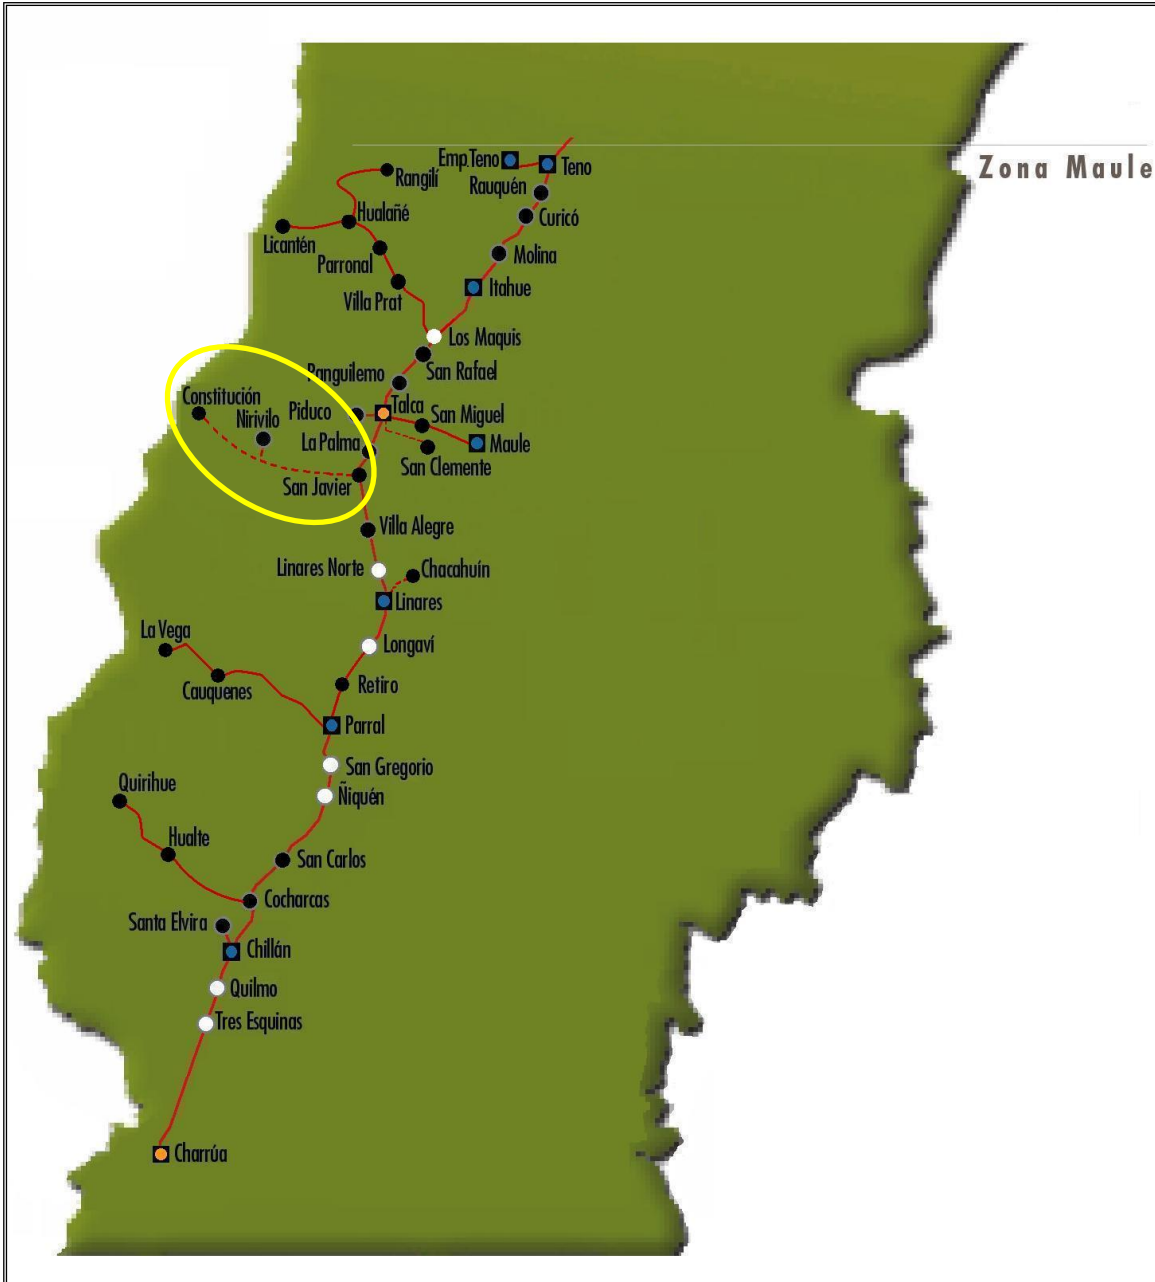 Zona Maule
Emp.Teno
Teno
Rangilí
Rauquén
Hualañé
Curicó
Licantén
Parronal
Molina
Villa Prat
Itahue
Los Maquis
San Rafael
Panguilemo
Constitución
Nirivilo
Piduco
Talca
San Miguel
La Palma
Maule
San Clemente
San Javier
Villa Alegre
Linares Norte
Chacahuín
Linares
La Vega
Longaví
Cauquenes
Retiro
Parral
San Gregorio
Quirihue
Ñiquén
Hualte
San Carlos
Cocharcas
Santa Elvira
Chillán
Quilmo
Tres Esquinas
Charrúa